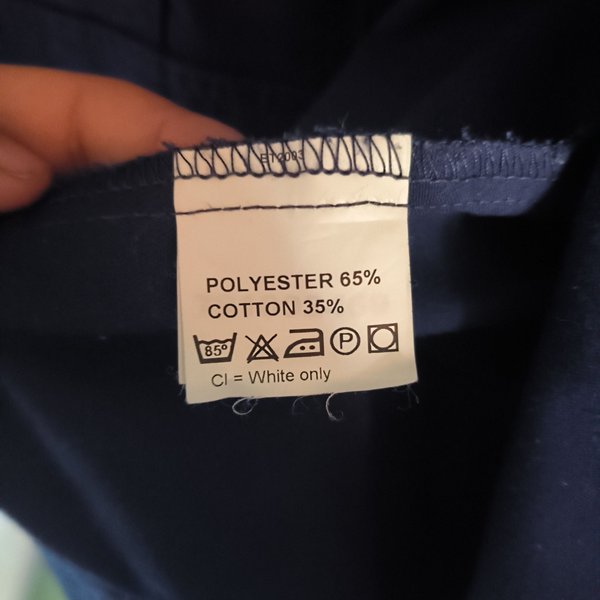 POLYESTER 65%
COTTON 35%
85° P
Cl = White only